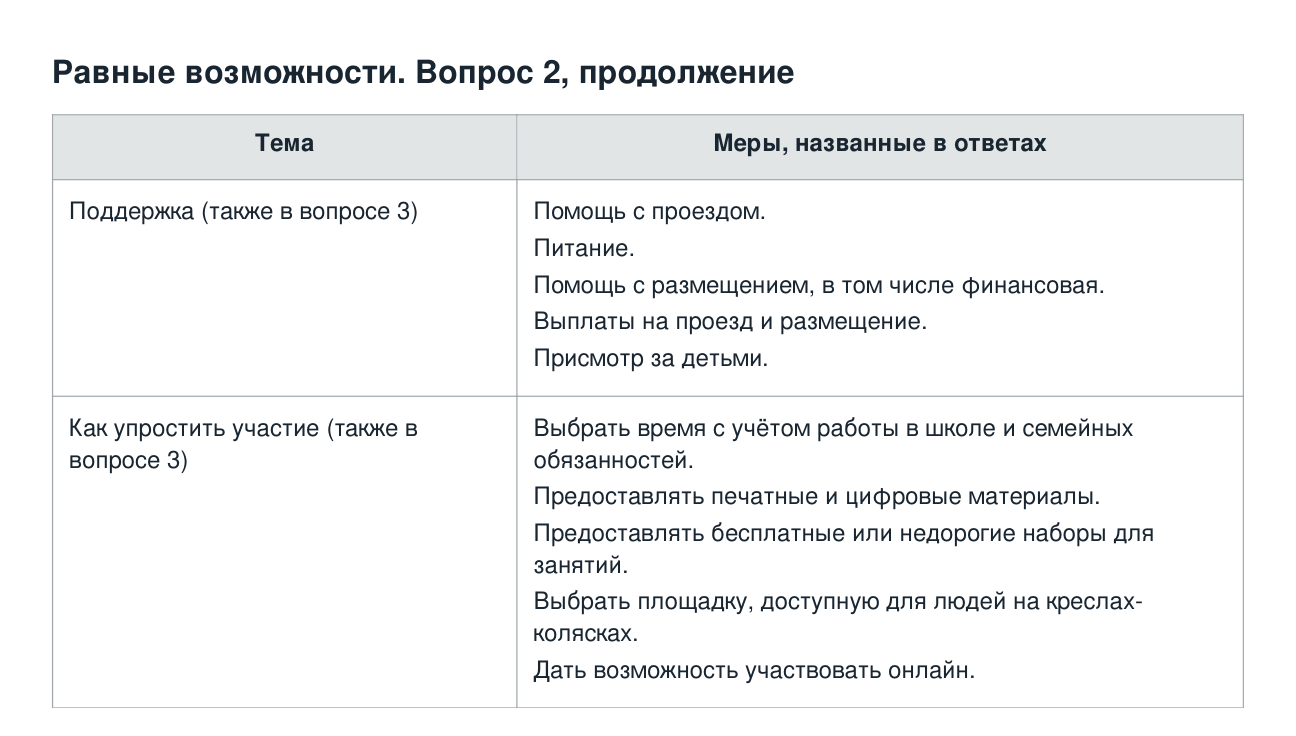 Равные возможности. Вопрос 2, продолжение
Тема
Меры, названные в ответах
Поддержка (также в вопросе 3)
Помощь с проездом.
Питание.
Помощь с размещением, в том числе финансовая.
Выплаты на проезд и размещение.
Присмотр за детьми.
Как упростить участие (также в
вопросе 3)
Выбрать время с учётом работы в школе и семейных
обязанностей.
Предоставлять печатные и цифровые материалы.
Предоставлять бесплатные или недорогие наборы для
занятий.
Выбрать площадку, доступную для людей на креслах-
колясках.
Дать возможность участвовать онлайн.